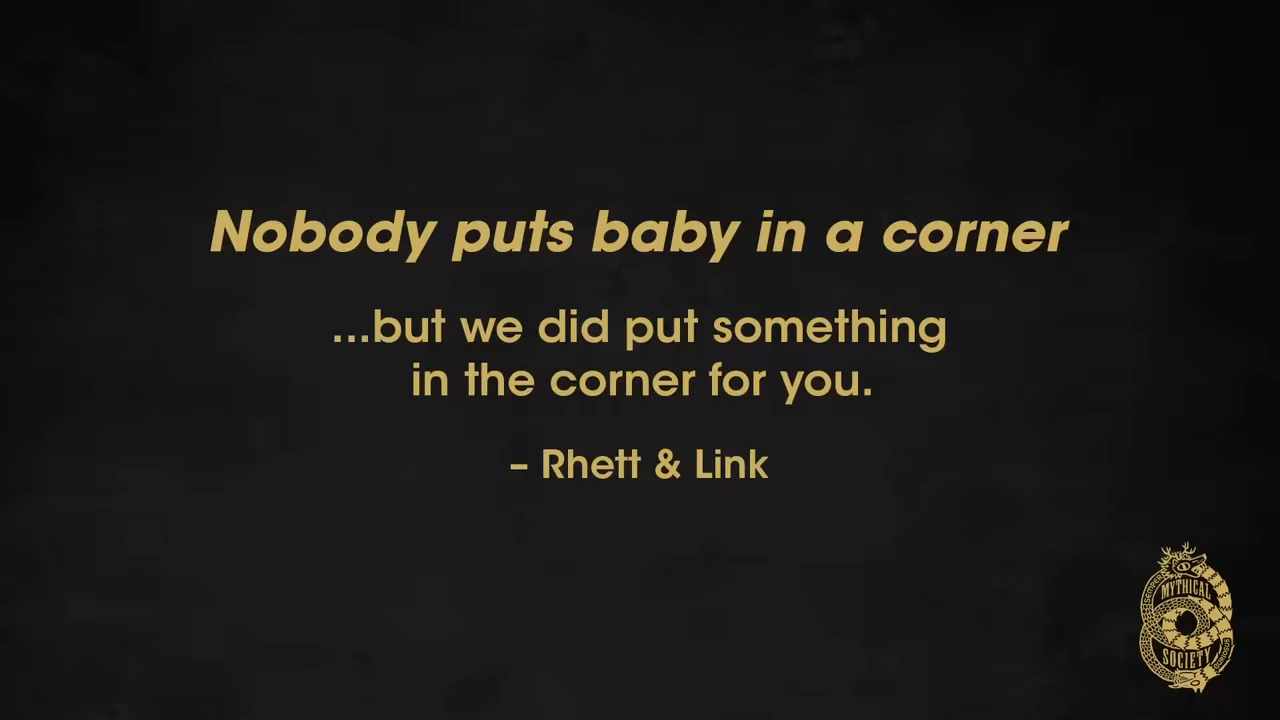 Nobody puts baby in a corner
...but we did put something
in the corner for you.
– Rhett & Link
MYTHICAL
SOCIETY